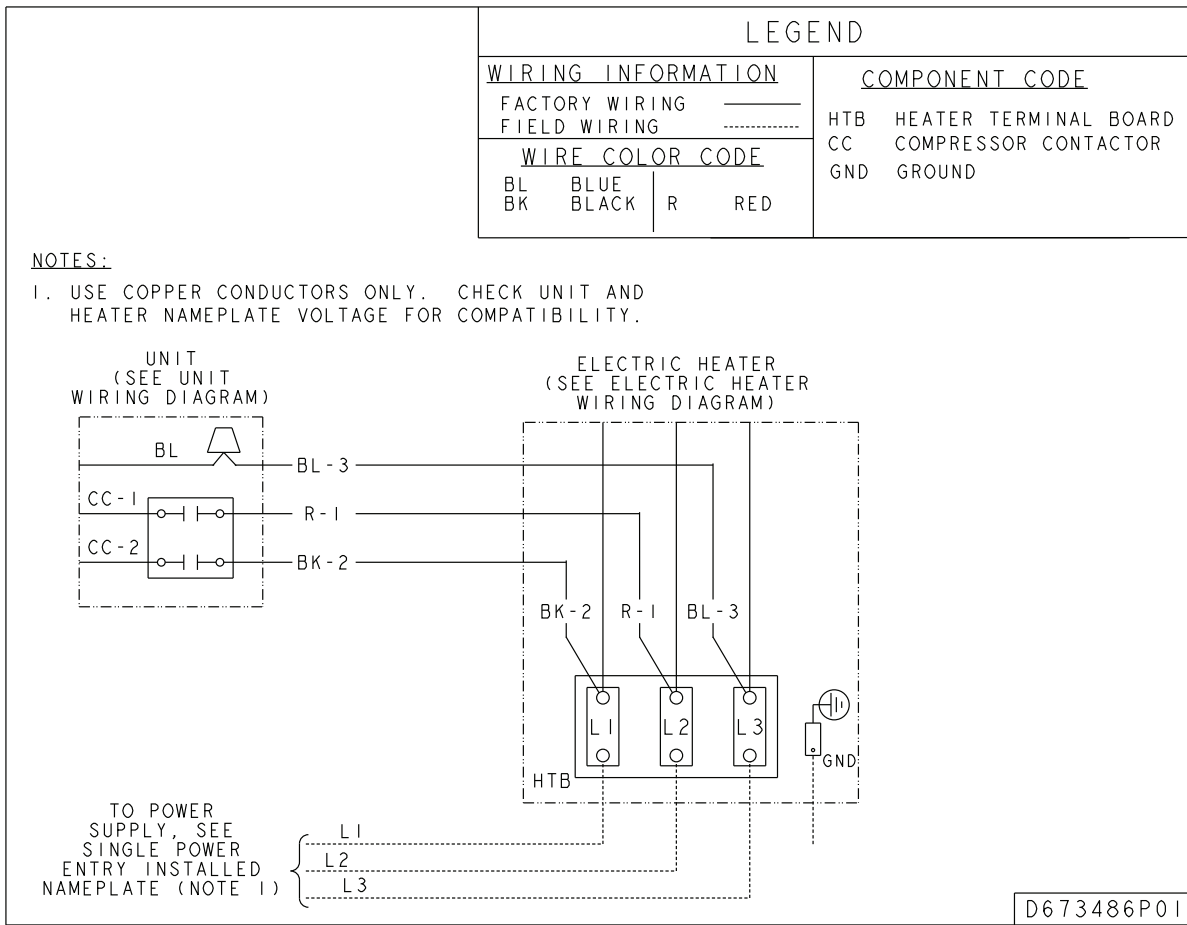 LEGEND
WIRING INFORMATION
FACTORY WIRING
FIELD WIRING
WIRE COLOR CODE
BL BLUE
BK BLACK R RED
COMPONENT CODE
HTB HEATER TERMINAL BOARD
CC COMPRESSOR CONTACTOR
GND GROUND
NOTES:
1. USE COPPER CONDUCTORS ONLY. CHECK UNIT AND
HEATER NAMEPLATE VOLTAGE FOR COMPATIBILITY.
UNIT
(SEE UNIT
WIRING DIAGRAM)
ELECTRIC HEATER
(SEE ELECTRIC HEATER
WIRING DIAGRAM)
BL
BL-3
CC-1
R-1
CC-2
BK-2
BK-2 R-1 BL-3
L1 L2 L3
GND
HTB
TO POWER
SUPPLY, SEE
SINGLE POWER
ENTRY INSTALLED
NAMEPLATE (NOTE 1)
L1
L2
L3
D673486P01